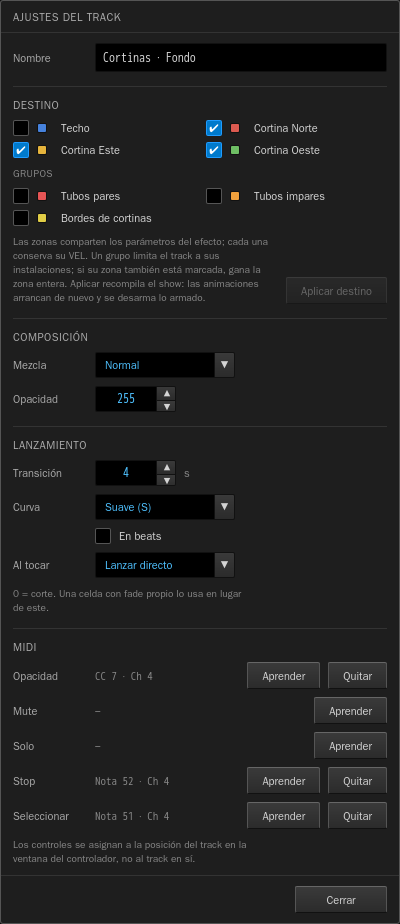 AJUSTES DEL TRACK
Nombre Cortinas · Fondo
DESTINO
Techo Cortina Norte
Cortina Este Cortina Oeste
GRUPOS
Tubos pares Tubos impares
Bordes de cortinas
Las zonas comparten los parámetros del efecto; cada una
conserva su VEL. Un grupo limita el track a sus
instalaciones; si su zona también está marcada, gana la
zona entera. Aplicar recompila el show: las animaciones
arrancan de nuevo y se desarma lo armado.
Aplicar destino
COMPOSICIÓN
Mezcla Normal
Opacidad 255
LANZAMIENTO
Transición 4 s
Curva Suave (S)
En beats
Al tocar Lanzar directo
0 = corte. Una celda con fade propio lo usa en lugar
de este.
MIDI
Opacidad CC 7 · Ch 4 Aprender Quitar
Mute — Aprender
Solo — Aprender
Stop Nota 52 · Ch 4 Aprender Quitar
Seleccionar Nota 51 · Ch 4 Aprender Quitar
Los controles se asignan a la posición del track en la
ventana del controlador, no al track en sí.
Cerrar